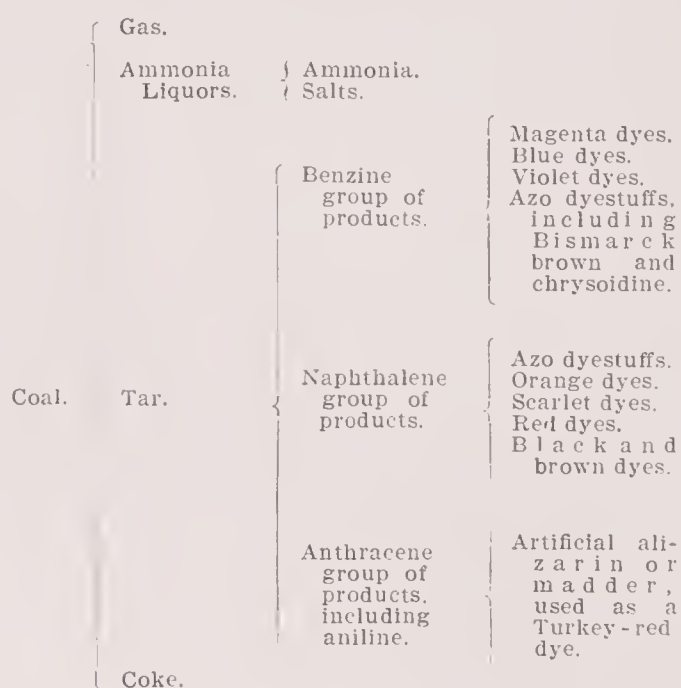 Gas.
Ammonia
Liquors.
Ammonia.
Salts.
Benzine
group of
products.
Magenta dyes.
Blue dyes.
Violet dyes.
Azo dyestuffs,
including
Bismarck
brown and
chrysoidine.
Coal.
Tar.
Naphthalene
group of
products.
Azo dyestuffs.
Orange dyes.
Scarlet dyes.
Red dyes.
Black and
brown dyes.
Anthracene
group of
products,
including
aniline.
Artificial ali-
zarin or
madder,
used as a
Turkey-red
dye.
Coke.